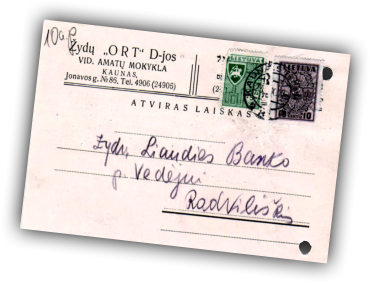 10a.
Žydų „ORT“ D-jos
VID. AMATŲ MOKYKLA
KAUNAS,
Jonavos g. № 86, Tel. 4906 (24905)
ATVIRAS LAIŠKAS
LIETUVA
LIETUVA
10 10
Žydų Liaudies Banko
p. Vedėjui
Radviliškis